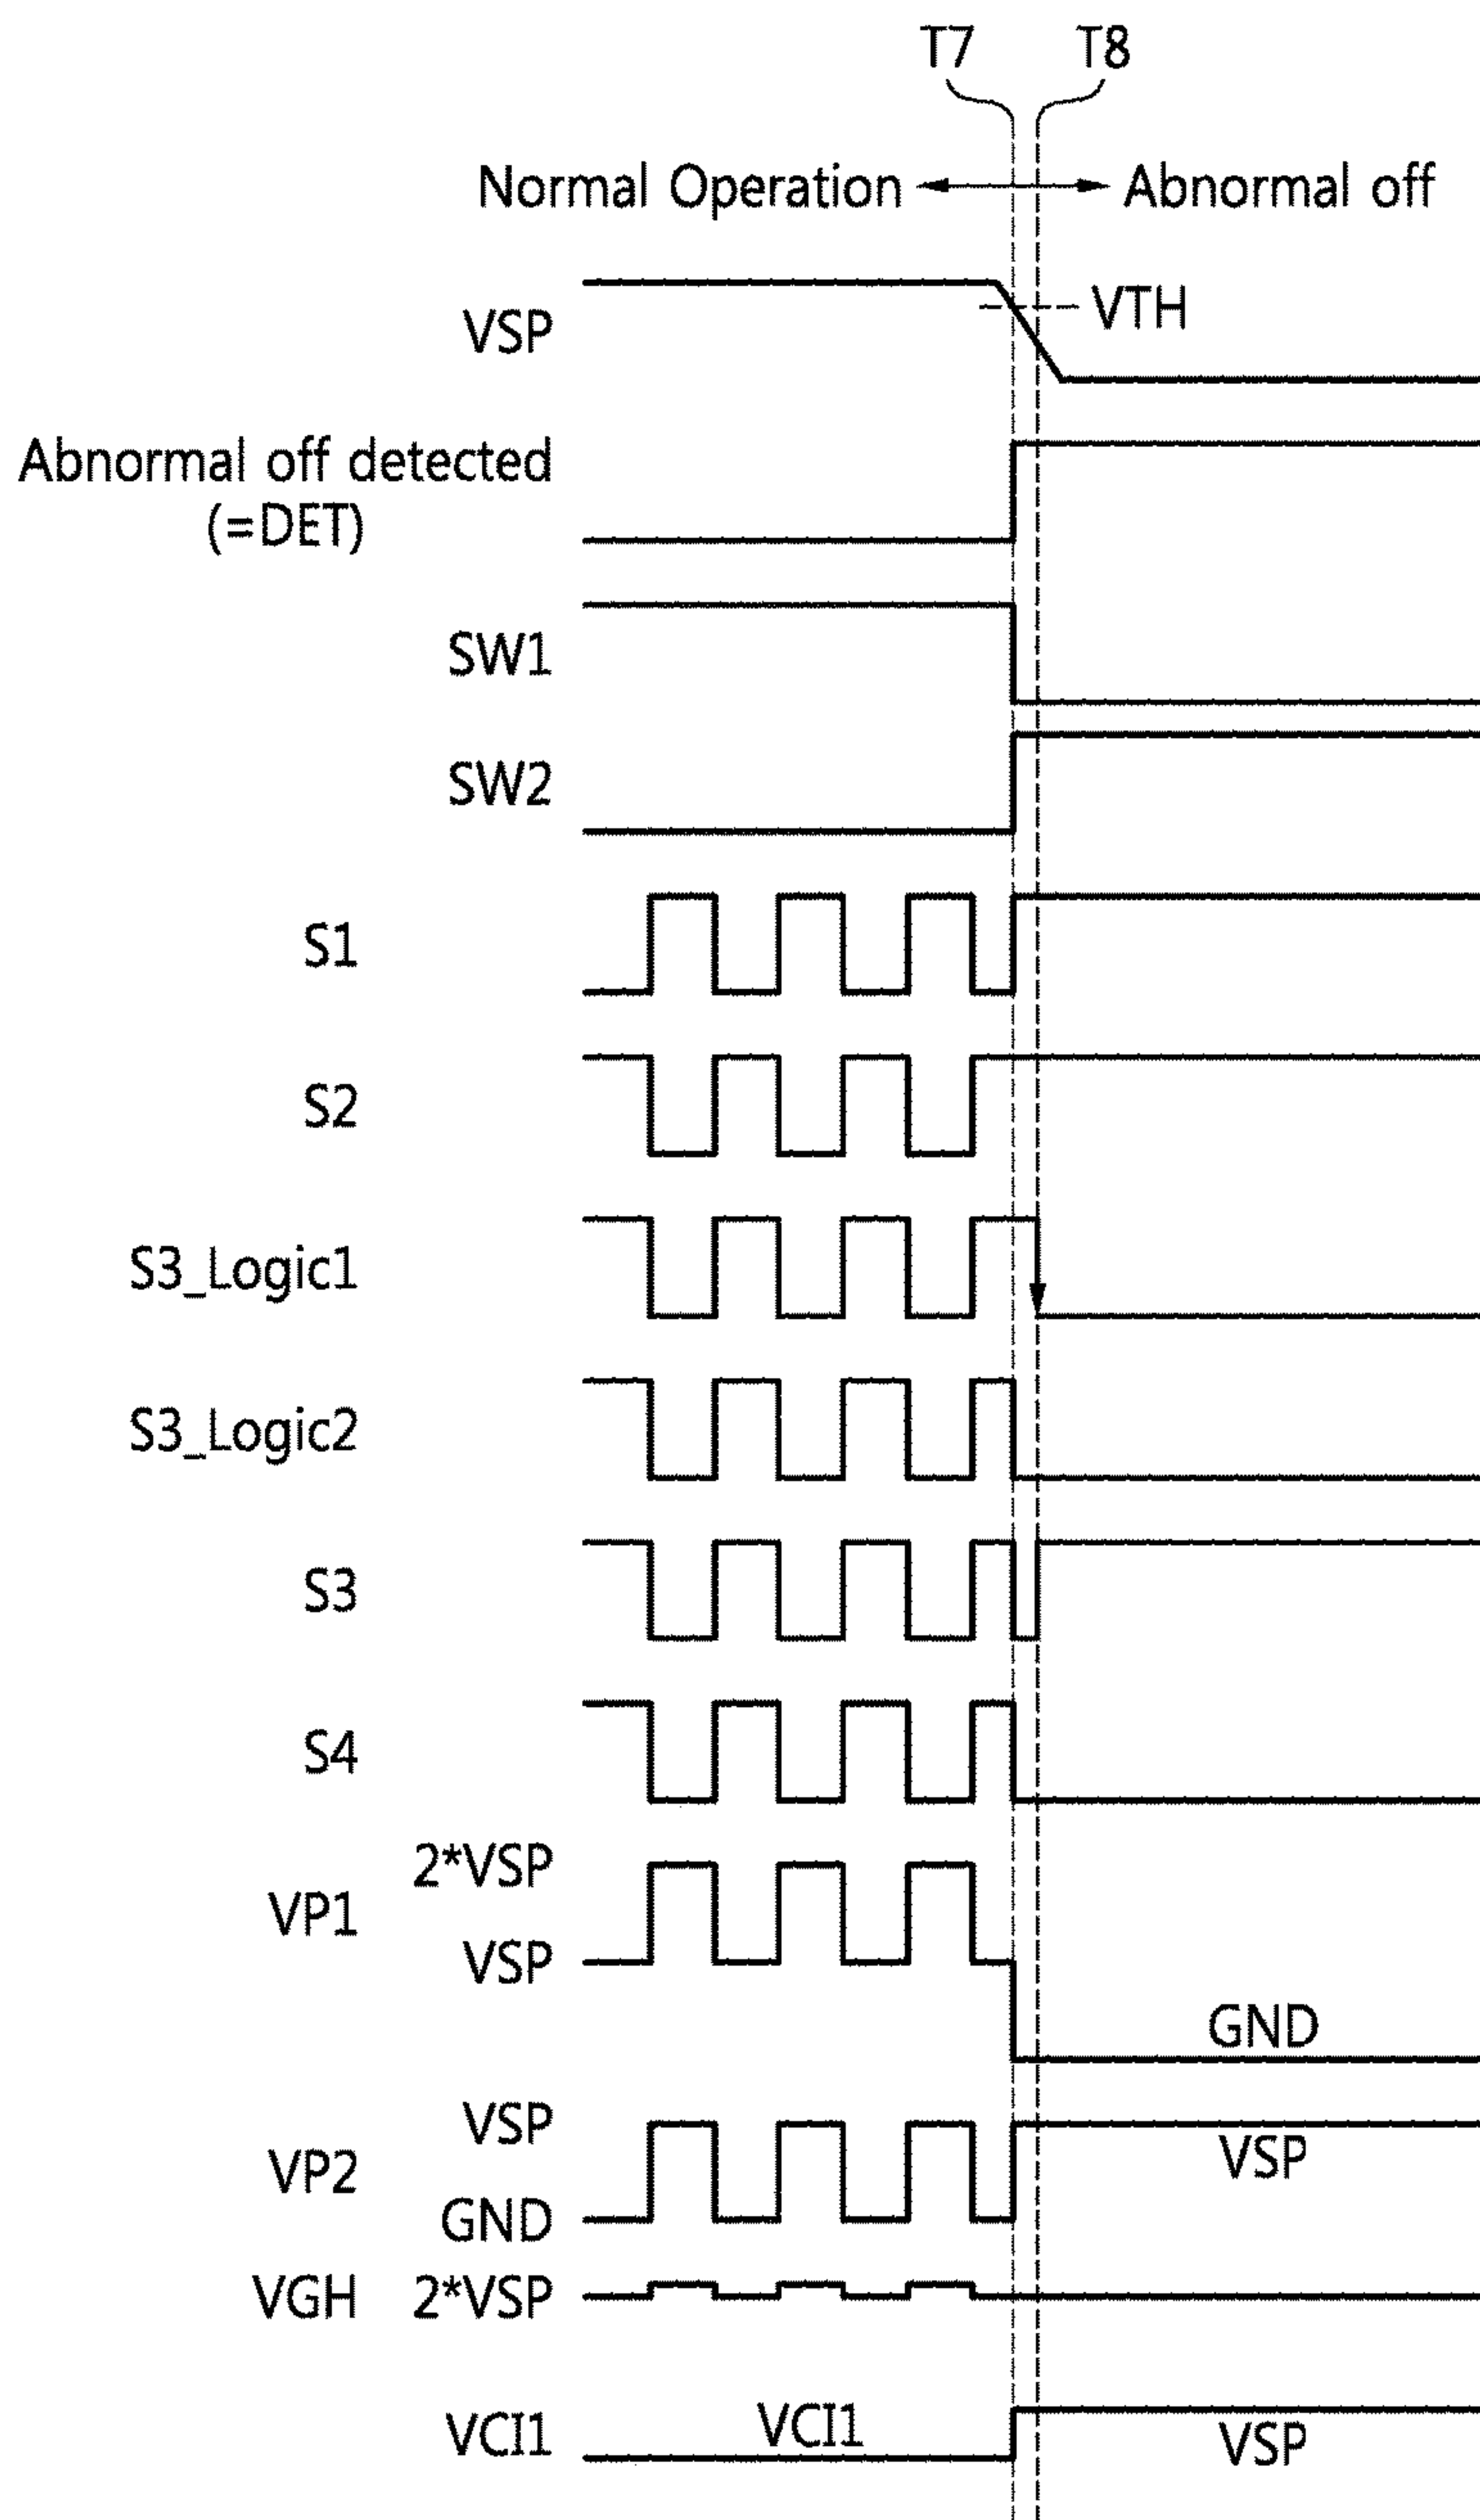 T7 T8
Normal Operation Abnormal off
VSP VTH
Abnormal off detected
(=DET)
SW1
SW2
S1
S2
S3_Logic1
S3_Logic2
S3
S4
2*VSP
VP1
VSP
GND
VSP
VP2 VSP
GND
VGH 2*VSP
VCI1 VCI1 VSP